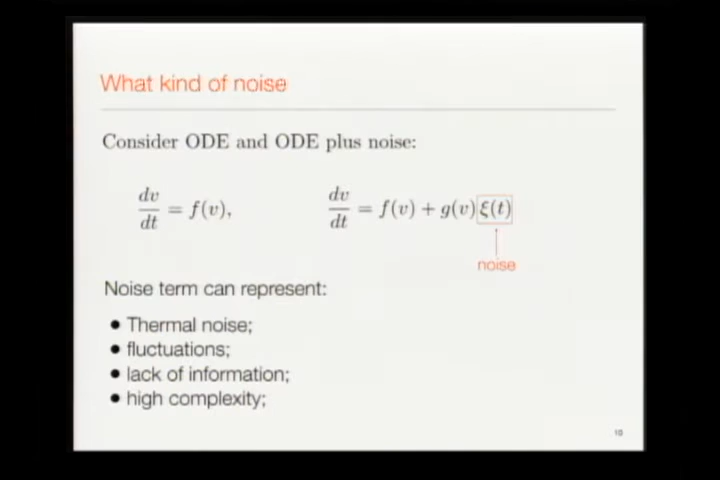 What kind of noise
Consider ODE and ODE plus noise:
dv/dt = f(v),    dv/dt = f(v) + g(v)ξ(t)
noise
Noise term can represent:
• Thermal noise;
• fluctuations;
• lack of information;
• high complexity;
10